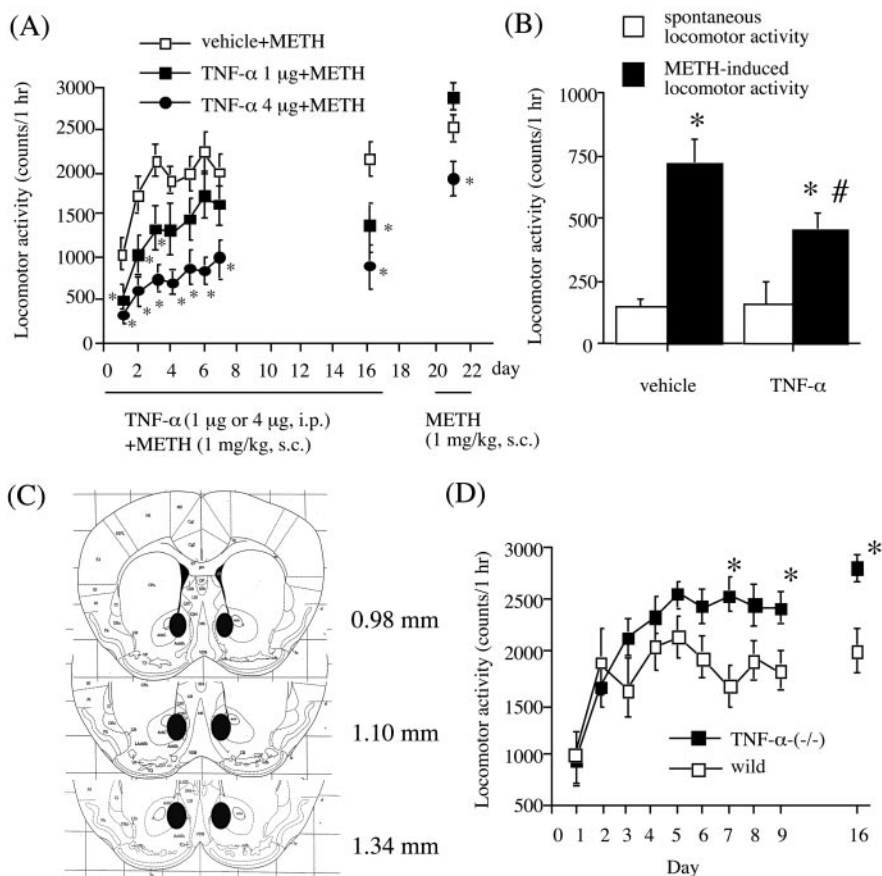 (A)
vehicle+METH
TNF-α 1 μg+METH
TNF-α 4 μg+METH
Locomotor activity (counts/1 hr)
3000
2500
2000
1500
1000
500
0
* * * * * * * * * * * *
0 2 4 6 8 10 12 14 16 18 20 22 day
TNF-α (1 μg or 4 μg, i.p.)
+METH (1 mg/kg, s.c.)
METH
(1 mg/kg, s.c.)
(B)
spontaneous
locomotor activity
METH-induced
locomotor activity
Locomotor activity (counts/1 hr)
1000
750
500
250
0
*
* #
vehicle TNF-α
(C)
0.98 mm
1.10 mm
1.34 mm
(D)
Locomotor activity (counts/1 hr)
3000
2500
2000
1500
1000
500
* * *
TNF-α-(-/-)
wild
0 1 2 3 4 5 6 7 8 9 16
Day